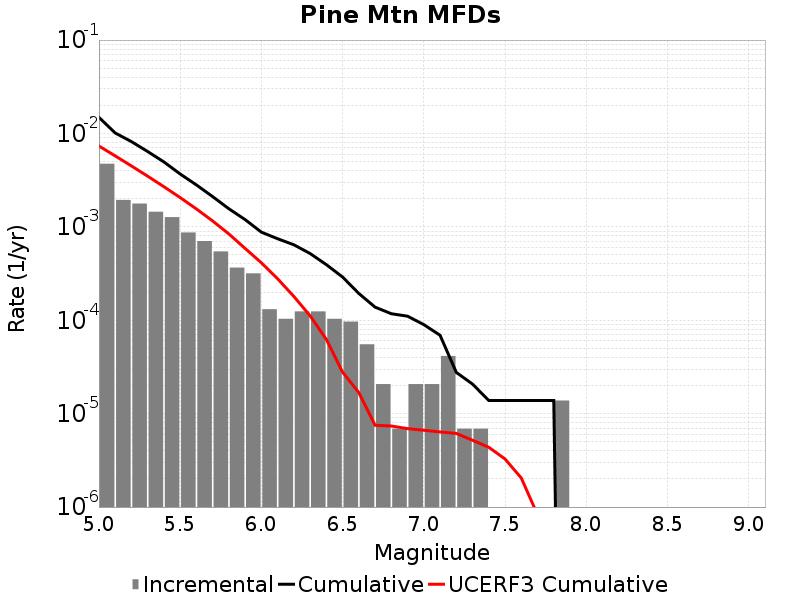 Pine Mtn MFDs
10-1
10-2
10-3
10-4
10-5
10-6
Rate (1/yr)
5.0 5.5 6.0 6.5 7.0 7.5 8.0 8.5 9.0
Magnitude
Incremental Cumulative UCERF3 Cumulative